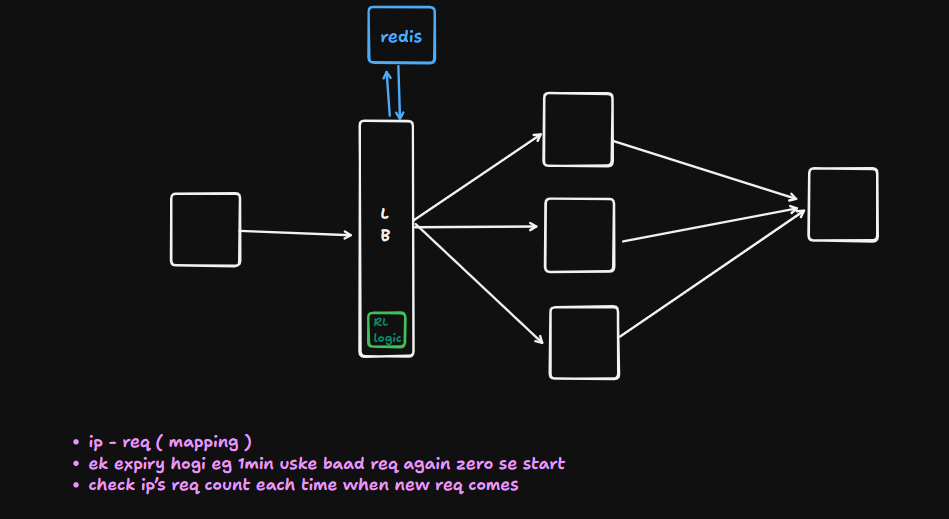 redis
L
B
RL
logic
• ip - req ( mapping )
• ek expiry hogi eg 1min uske baad req again zero se start
• check ip's req count each time when new req comes